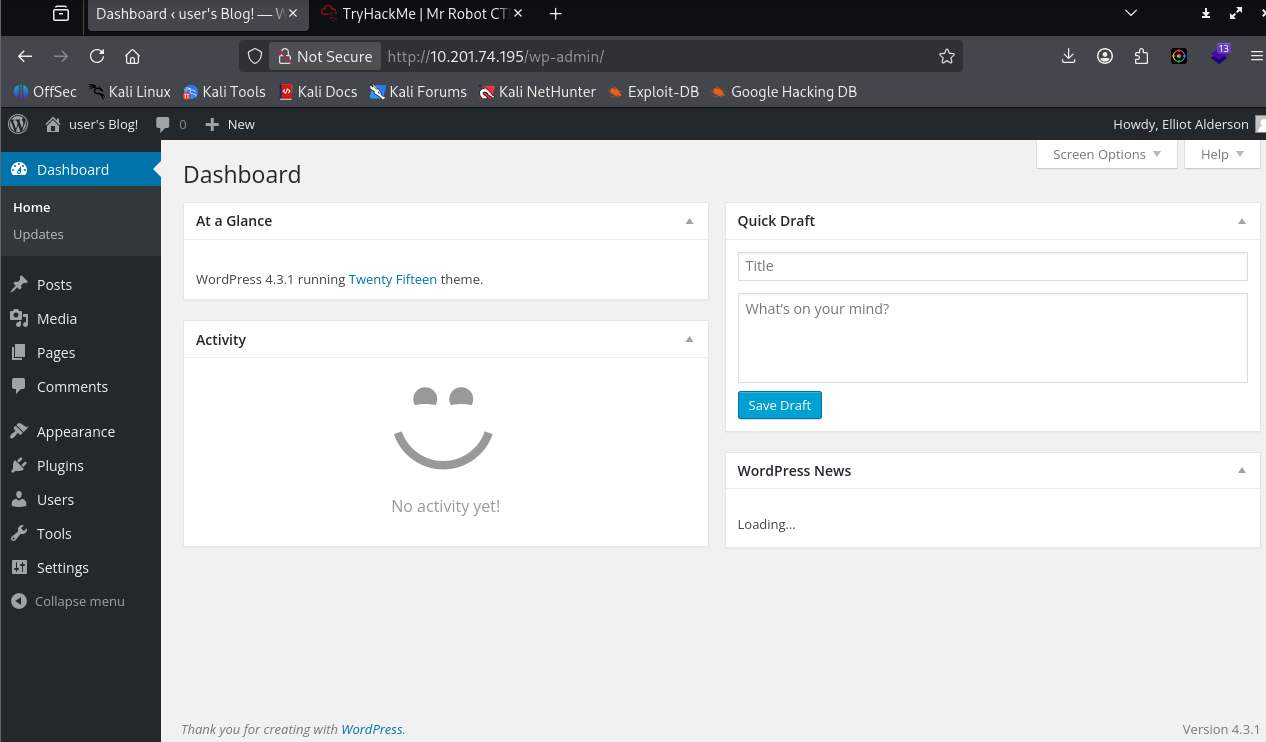 Dashboard ‹ user's Blog! — W
TryHackMe | Mr Robot CT
Not Secure http://10.201.74.195/wp-admin/
13
OffSec Kali Linux Kali Tools Kali Docs Kali Forums Kali NetHunter Exploit-DB Google Hacking DB
user's Blog! 0 New Howdy, Elliot Alderson
Screen Options Help
Dashboard
Home
Updates
Posts
Media
Pages
Comments
Appearance
Plugins
Users
Tools
Settings
Collapse menu
Dashboard
At a Glance
WordPress 4.3.1 running Twenty Fifteen theme.
Activity
No activity yet!
Quick Draft
Title
What's on your mind?
Save Draft
WordPress News
Loading...
Thank you for creating with WordPress.
Version 4.3.1